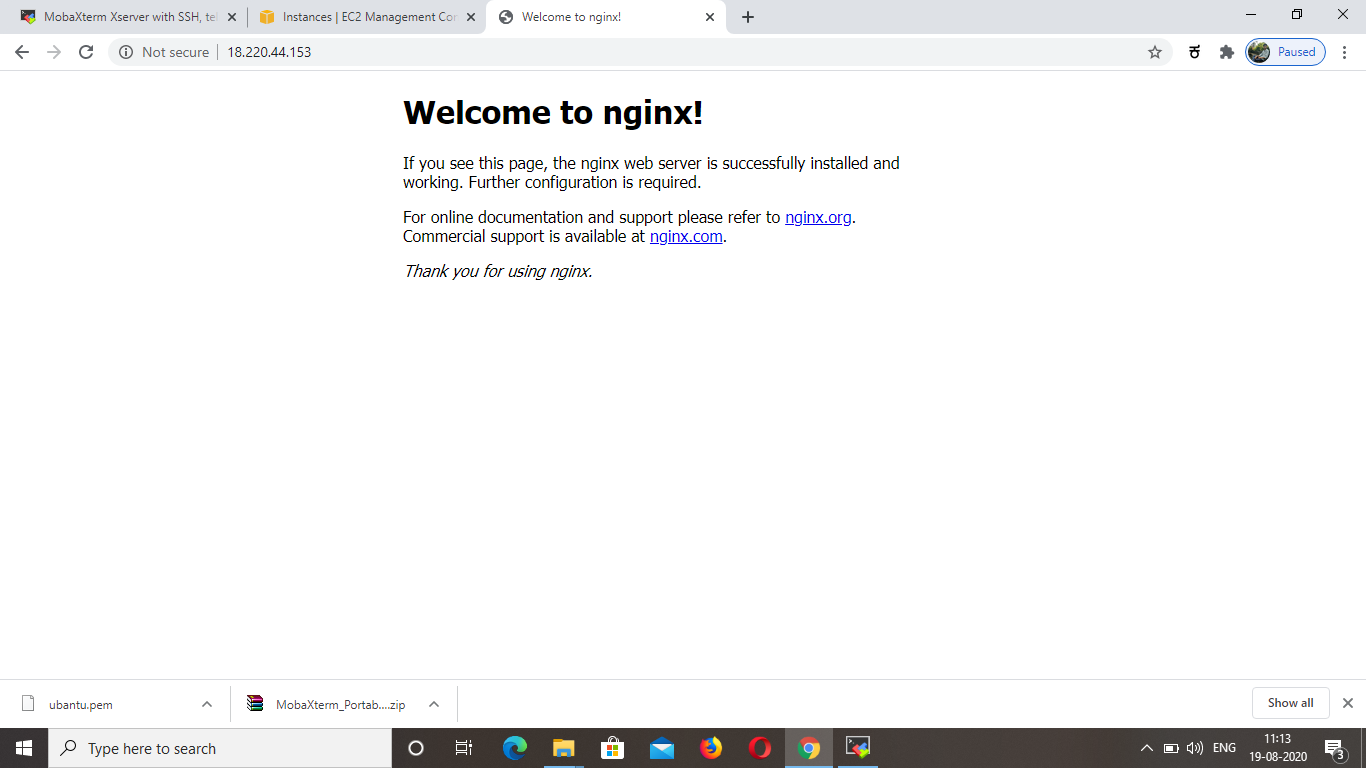 MobaXterm Xserver with SSH, tel
Instances | EC2 Management Con
Welcome to nginx!
Not secure
18.220.44.153
ಕ
Paused
Welcome to nginx!
If you see this page, the nginx web server is successfully installed and
working. Further configuration is required.
For online documentation and support please refer to nginx.org.
Commercial support is available at nginx.com.
Thank you for using nginx.
ubantu.pem
MobaXterm_Portab....zip
Show all
Type here to search
ENG
11:13
19-08-2020
3